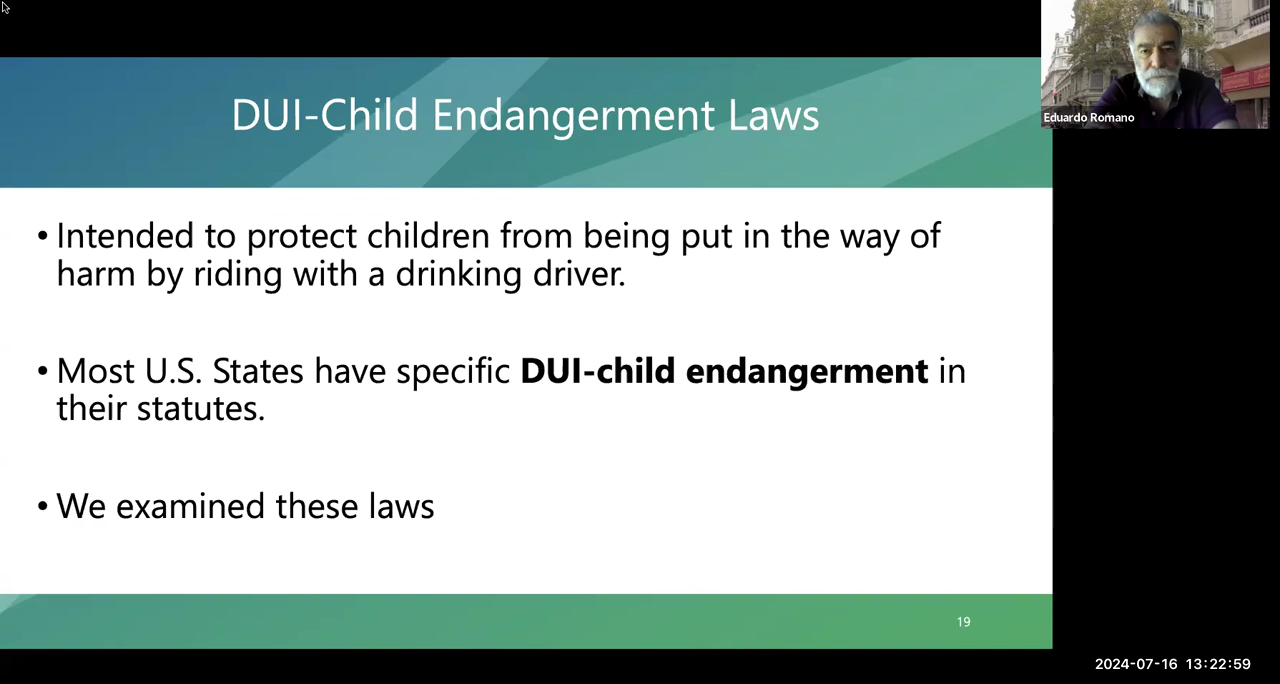 DUI-Child Endangerment Laws
Eduardo Romano
• Intended to protect children from being put in the way of
harm by riding with a drinking driver.
• Most U.S. States have specific DUI-child endangerment in
their statutes.
• We examined these laws
19
2024-07-16 13:22:59